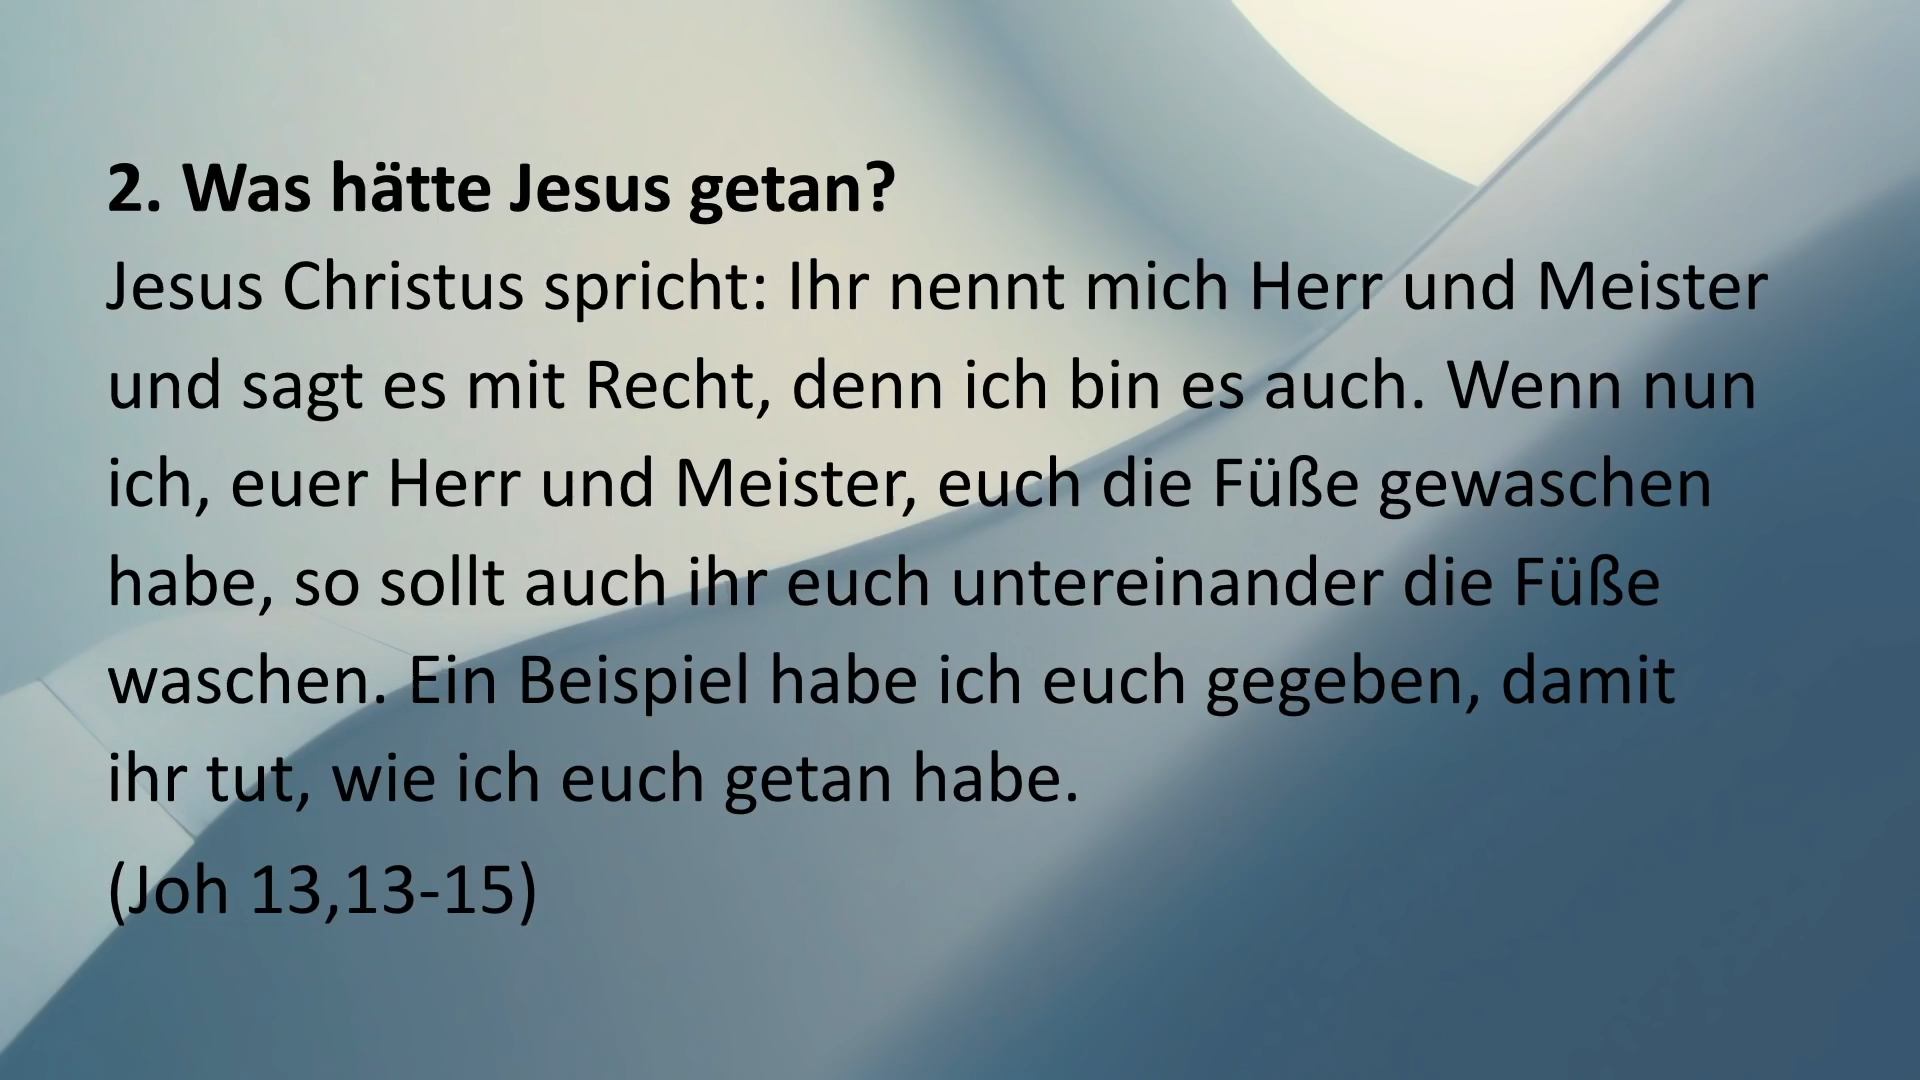 2. Was hätte Jesus getan?
Jesus Christus spricht: Ihr nennt mich Herr und Meister
und sagt es mit Recht, denn ich bin es auch. Wenn nun
ich, euer Herr und Meister, euch die Füße gewaschen
habe, so sollt auch ihr euch untereinander die Füße
waschen. Ein Beispiel habe ich euch gegeben, damit
ihr tut, wie ich euch getan habe.
(Joh 13,13-15)